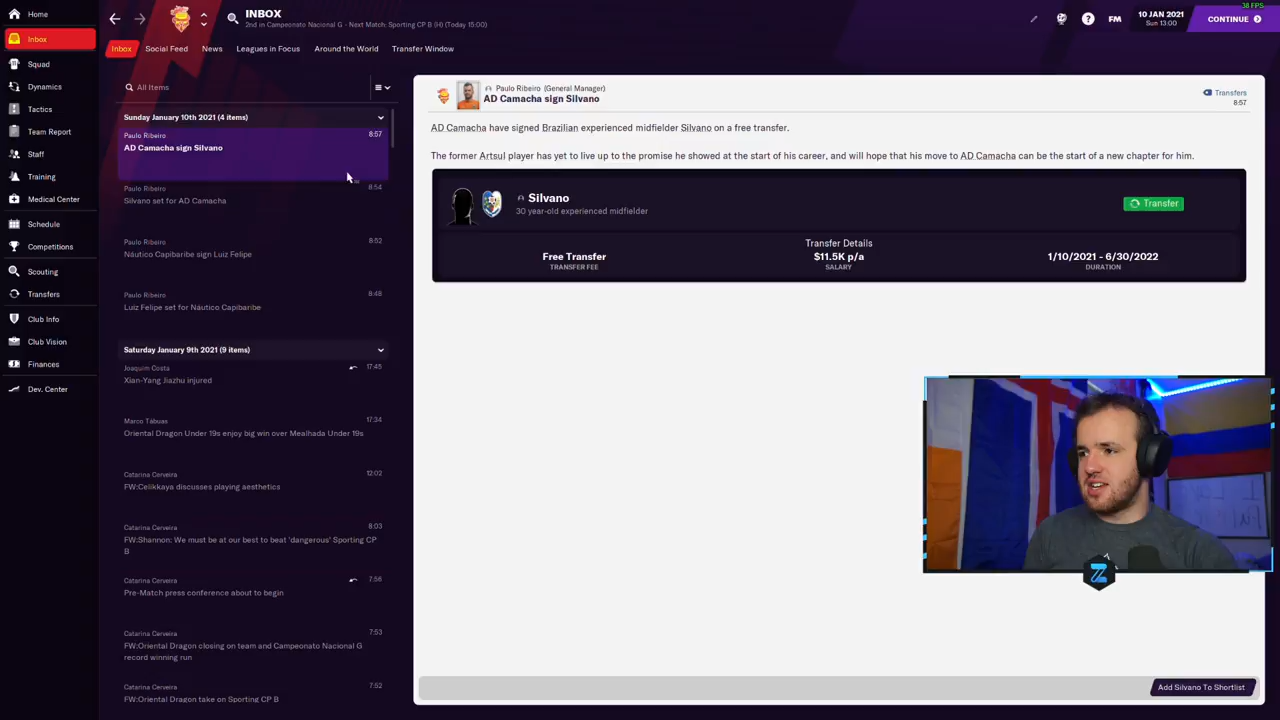 38 FPS
INBOX
2nd in Campeonato Nacional G - Next Match: Sporting CP B (H) (Today 15:00)
FM
10 JAN 2021
Sun 13:00
CONTINUE
Home
Inbox
Squad
Dynamics
Tactics
Team Report
Staff
Training
Medical Center
Schedule
Competitions
Scouting
Transfers
Club Info
Club Vision
Finances
Dev. Center
Inbox
Social Feed
News
Leagues in Focus
Around the World
Transfer Window
All Items
Sunday January 10th 2021 (4 items)
Paulo Ribeiro 8:57
AD Camacha sign Silvano
Paulo Ribeiro 8:54
Silvano set for AD Camacha
Paulo Ribeiro 8:52
Náutico Capibaribe sign Luiz Felipe
Paulo Ribeiro 8:48
Luiz Felipe set for Náutico Capibaribe
Saturday January 9th 2021 (9 items)
Joaquim Costa 17:45
Xian-Yang Jiazhu injured
Marco Tábuas 17:34
Oriental Dragon Under 19s enjoy big win over Mealhada Under 19s
Catarina Cerveira 12:02
FW:Celikkaya discusses playing aesthetics
Catarina Cerveira 8:03
FW:Shannon: We must be at our best to beat 'dangerous' Sporting CP
B
Catarina Cerveira 7:56
Pre-Match press conference about to begin
Catarina Cerveira 7:53
FW:Oriental Dragon closing on team and Campeonato Nacional G
record winning run
Catarina Cerveira 7:52
FW:Oriental Dragon take on Sporting CP B
Paulo Ribeiro (General Manager)
AD Camacha sign Silvano
Transfers
8:57
AD Camacha have signed Brazilian experienced midfielder Silvano on a free transfer.
The former Artsul player has yet to live up to the promise he showed at the start of his career, and will hope that his move to AD Camacha can be the start of a new chapter for him.
Silvano
30 year-old experienced midfielder
Transfer
Transfer Details
Free Transfer
TRANSFER FEE
$11.5K p/a
SALARY
1/10/2021 - 6/30/2022
DURATION
Z
Add Silvano To Shortlist